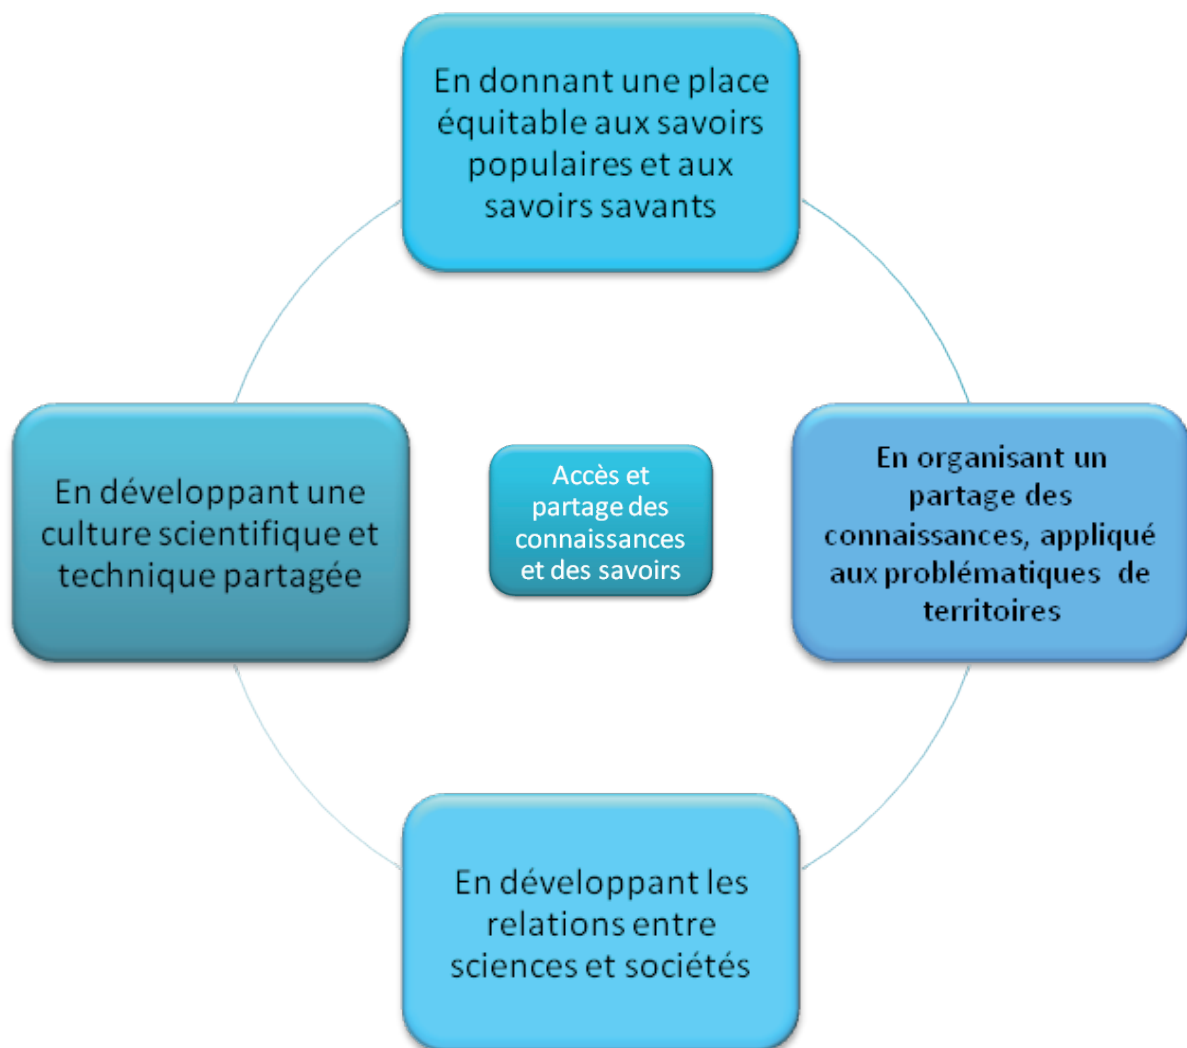 En donnant une place
équitable aux savoirs
populaires et aux
savoirs savants
En développant une
culture scientifique et
technique partagée
Accès et
partage des
connaissances
et des savoirs
En organisant un
partage des
connaissances, appliqué
aux problématiques de
territoires
En développant les
relations entre
sciences et sociétés